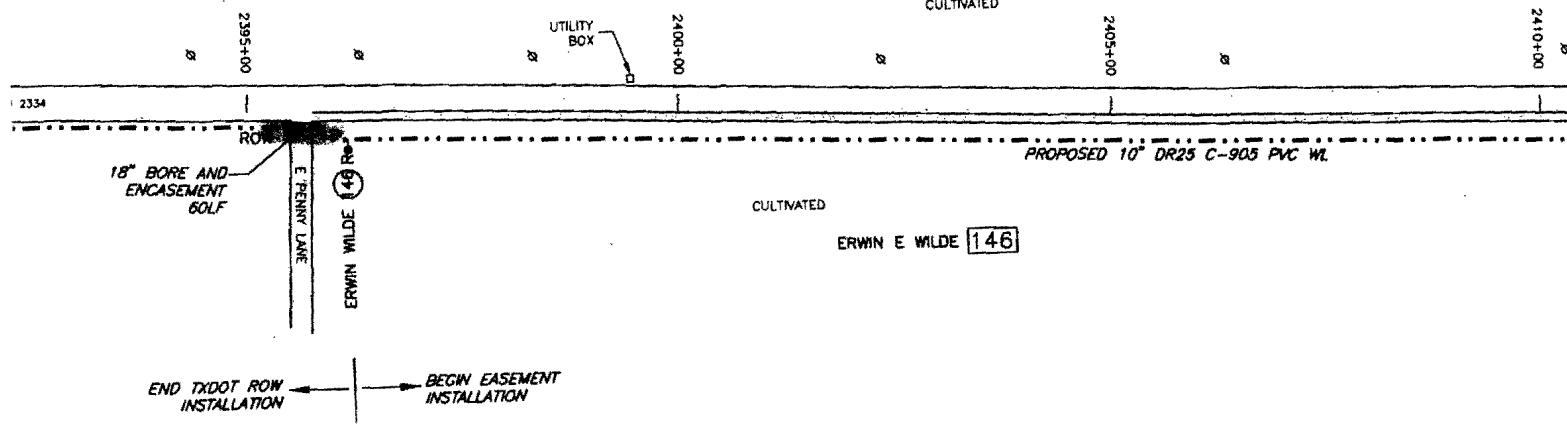 CULTIVATED
2395+00
UTILITY
BOX
2400+00
2405+00
2410+00
2334
RO
18" BORE AND
ENCASEMENT
60LF
E PENNY LANE
ERWIN WILDE 146
PROPOSED 10" DR25 C-905 PVC WL
CULTIVATED
ERWIN E WILDE 146
END TXDOT ROW
INSTALLATION
BEGIN EASEMENT
INSTALLATION